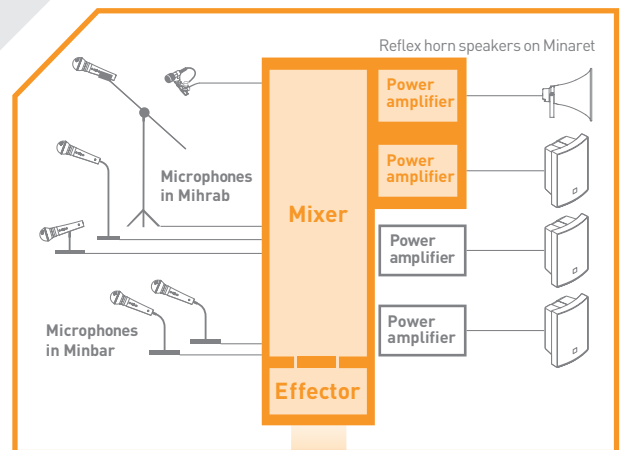 Reflex horn speakers on Minaret
Power
amplifier
Power
amplifier
Microphones
in Mihrab
Mixer
Power
amplifier
Microphones
in Minbar
Power
amplifier
Effector